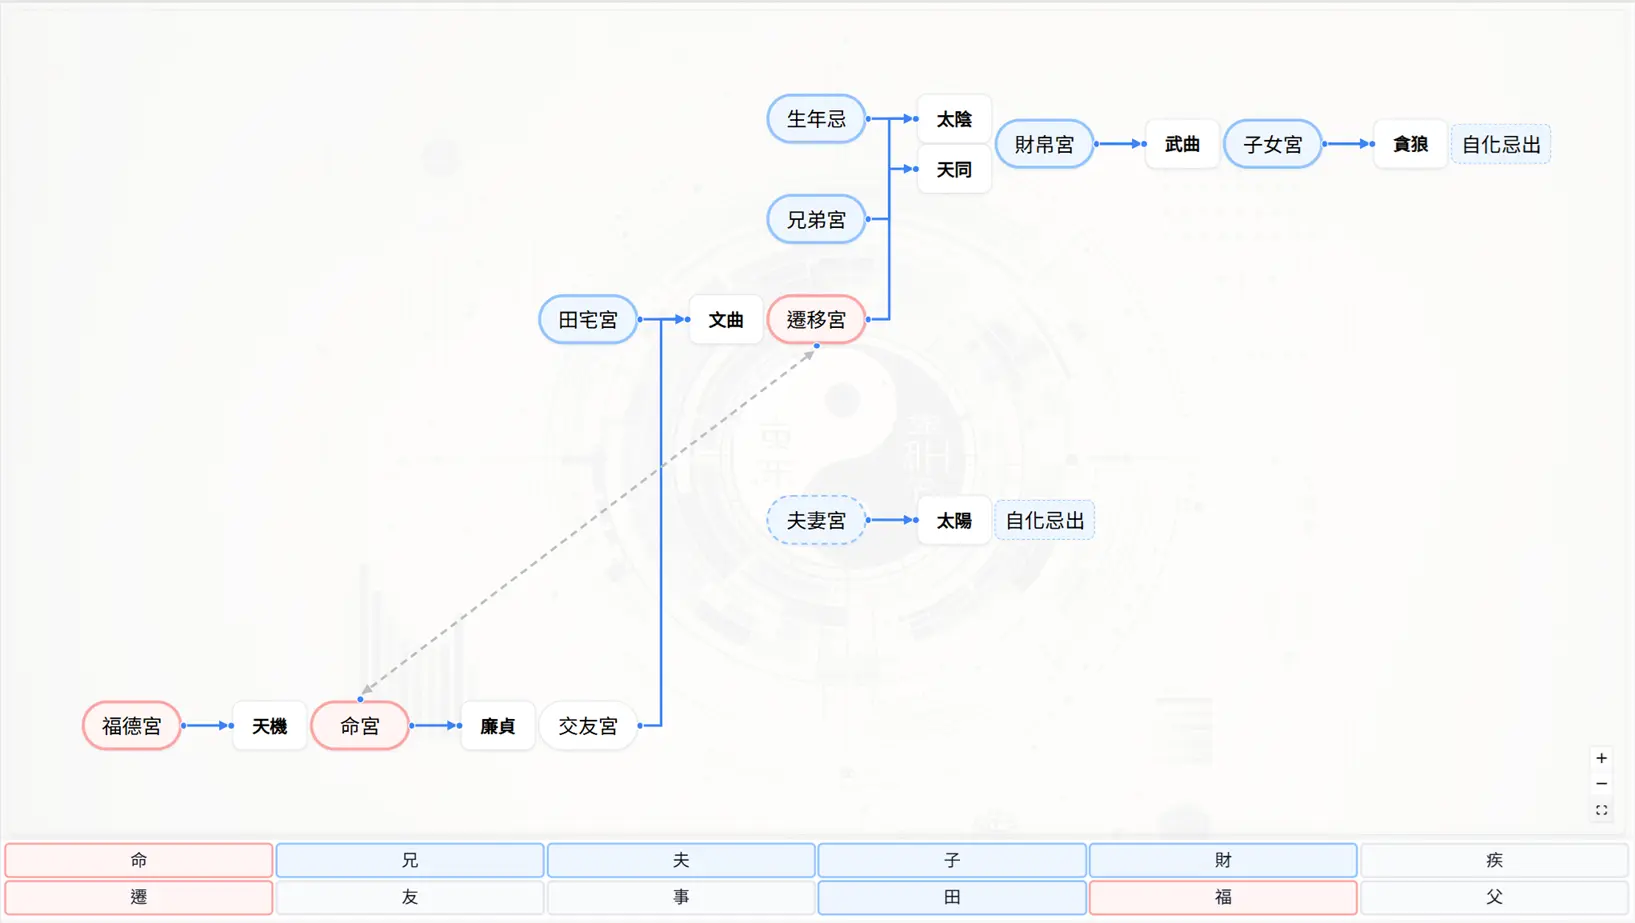 生年忌
太陰
天同
財帛宮
武曲
子女宮
貪狼
自化忌出
兄弟宮
田宅宮
文曲
遷移宮
夫妻宮
太陽
自化忌出
福德宮
天機
命宮
廉貞
交友宮
命 兄 夫 子 財 疾
遷 友 事 田 福 父